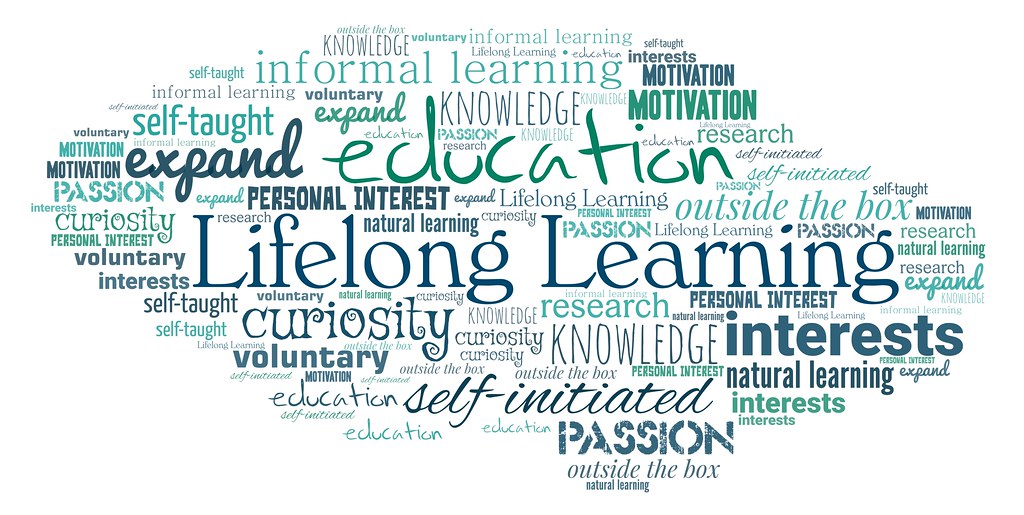 outside the box
KNOWLEDGE voluntary informal learning
self-taught
Lifelong Learning education interests
self-taught informal learning MOTIVATION
informal learning voluntary KNOWLEDGE KNOWLEDGE MOTIVATION
self-initiated self-taught expand Lifelong Learning
voluntary education PASSION KNOWLEDGE education research
MOTIVATION informal learning expand research education self-initiated
MOTIVATION self-initiated
PASSION expand PERSONAL INTEREST expand Lifelong Learning PASSION self-taught
interests curiosity research natural learning curiosity PERSONAL INTEREST outside the box MOTIVATION
PERSONAL INTEREST PASSION Lifelong Learning PASSION research
voluntary Lifelong Learning natural learning
interests research
expand
self-taught voluntary natural learning curiosity informal learning PERSONAL INTEREST KNOWLEDGE
self-taught curiosity KNOWLEDGE research natural learning Lifelong Learning informal learning
Lifelong Learning outside the box curiosity KNOWLEDGE interests
voluntary curiosity PERSONAL INTEREST
self-initiated MOTIVATION self-initiated outside the box outside the box PERSONAL INTEREST natural learning expand
education self-initiated interests
self-initiated interests
education education PASSION
outside the box
natural learning